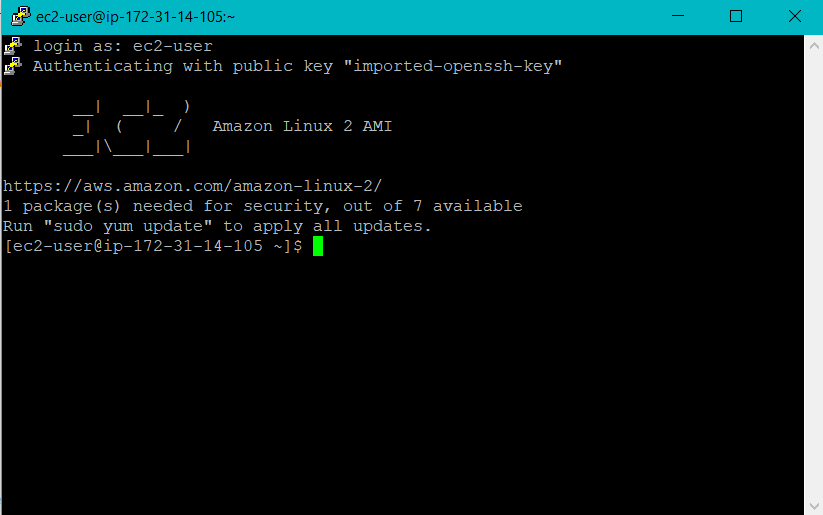 ec2-user@ip-172-31-14-105:~
login as: ec2-user
Authenticating with public key "imported-openssh-key"
       __|  __|_  )
       _|  (     /   Amazon Linux 2 AMI
      ___|\___|___|
https://aws.amazon.com/amazon-linux-2/
1 package(s) needed for security, out of 7 available
Run "sudo yum update" to apply all updates.
[ec2-user@ip-172-31-14-105 ~]$